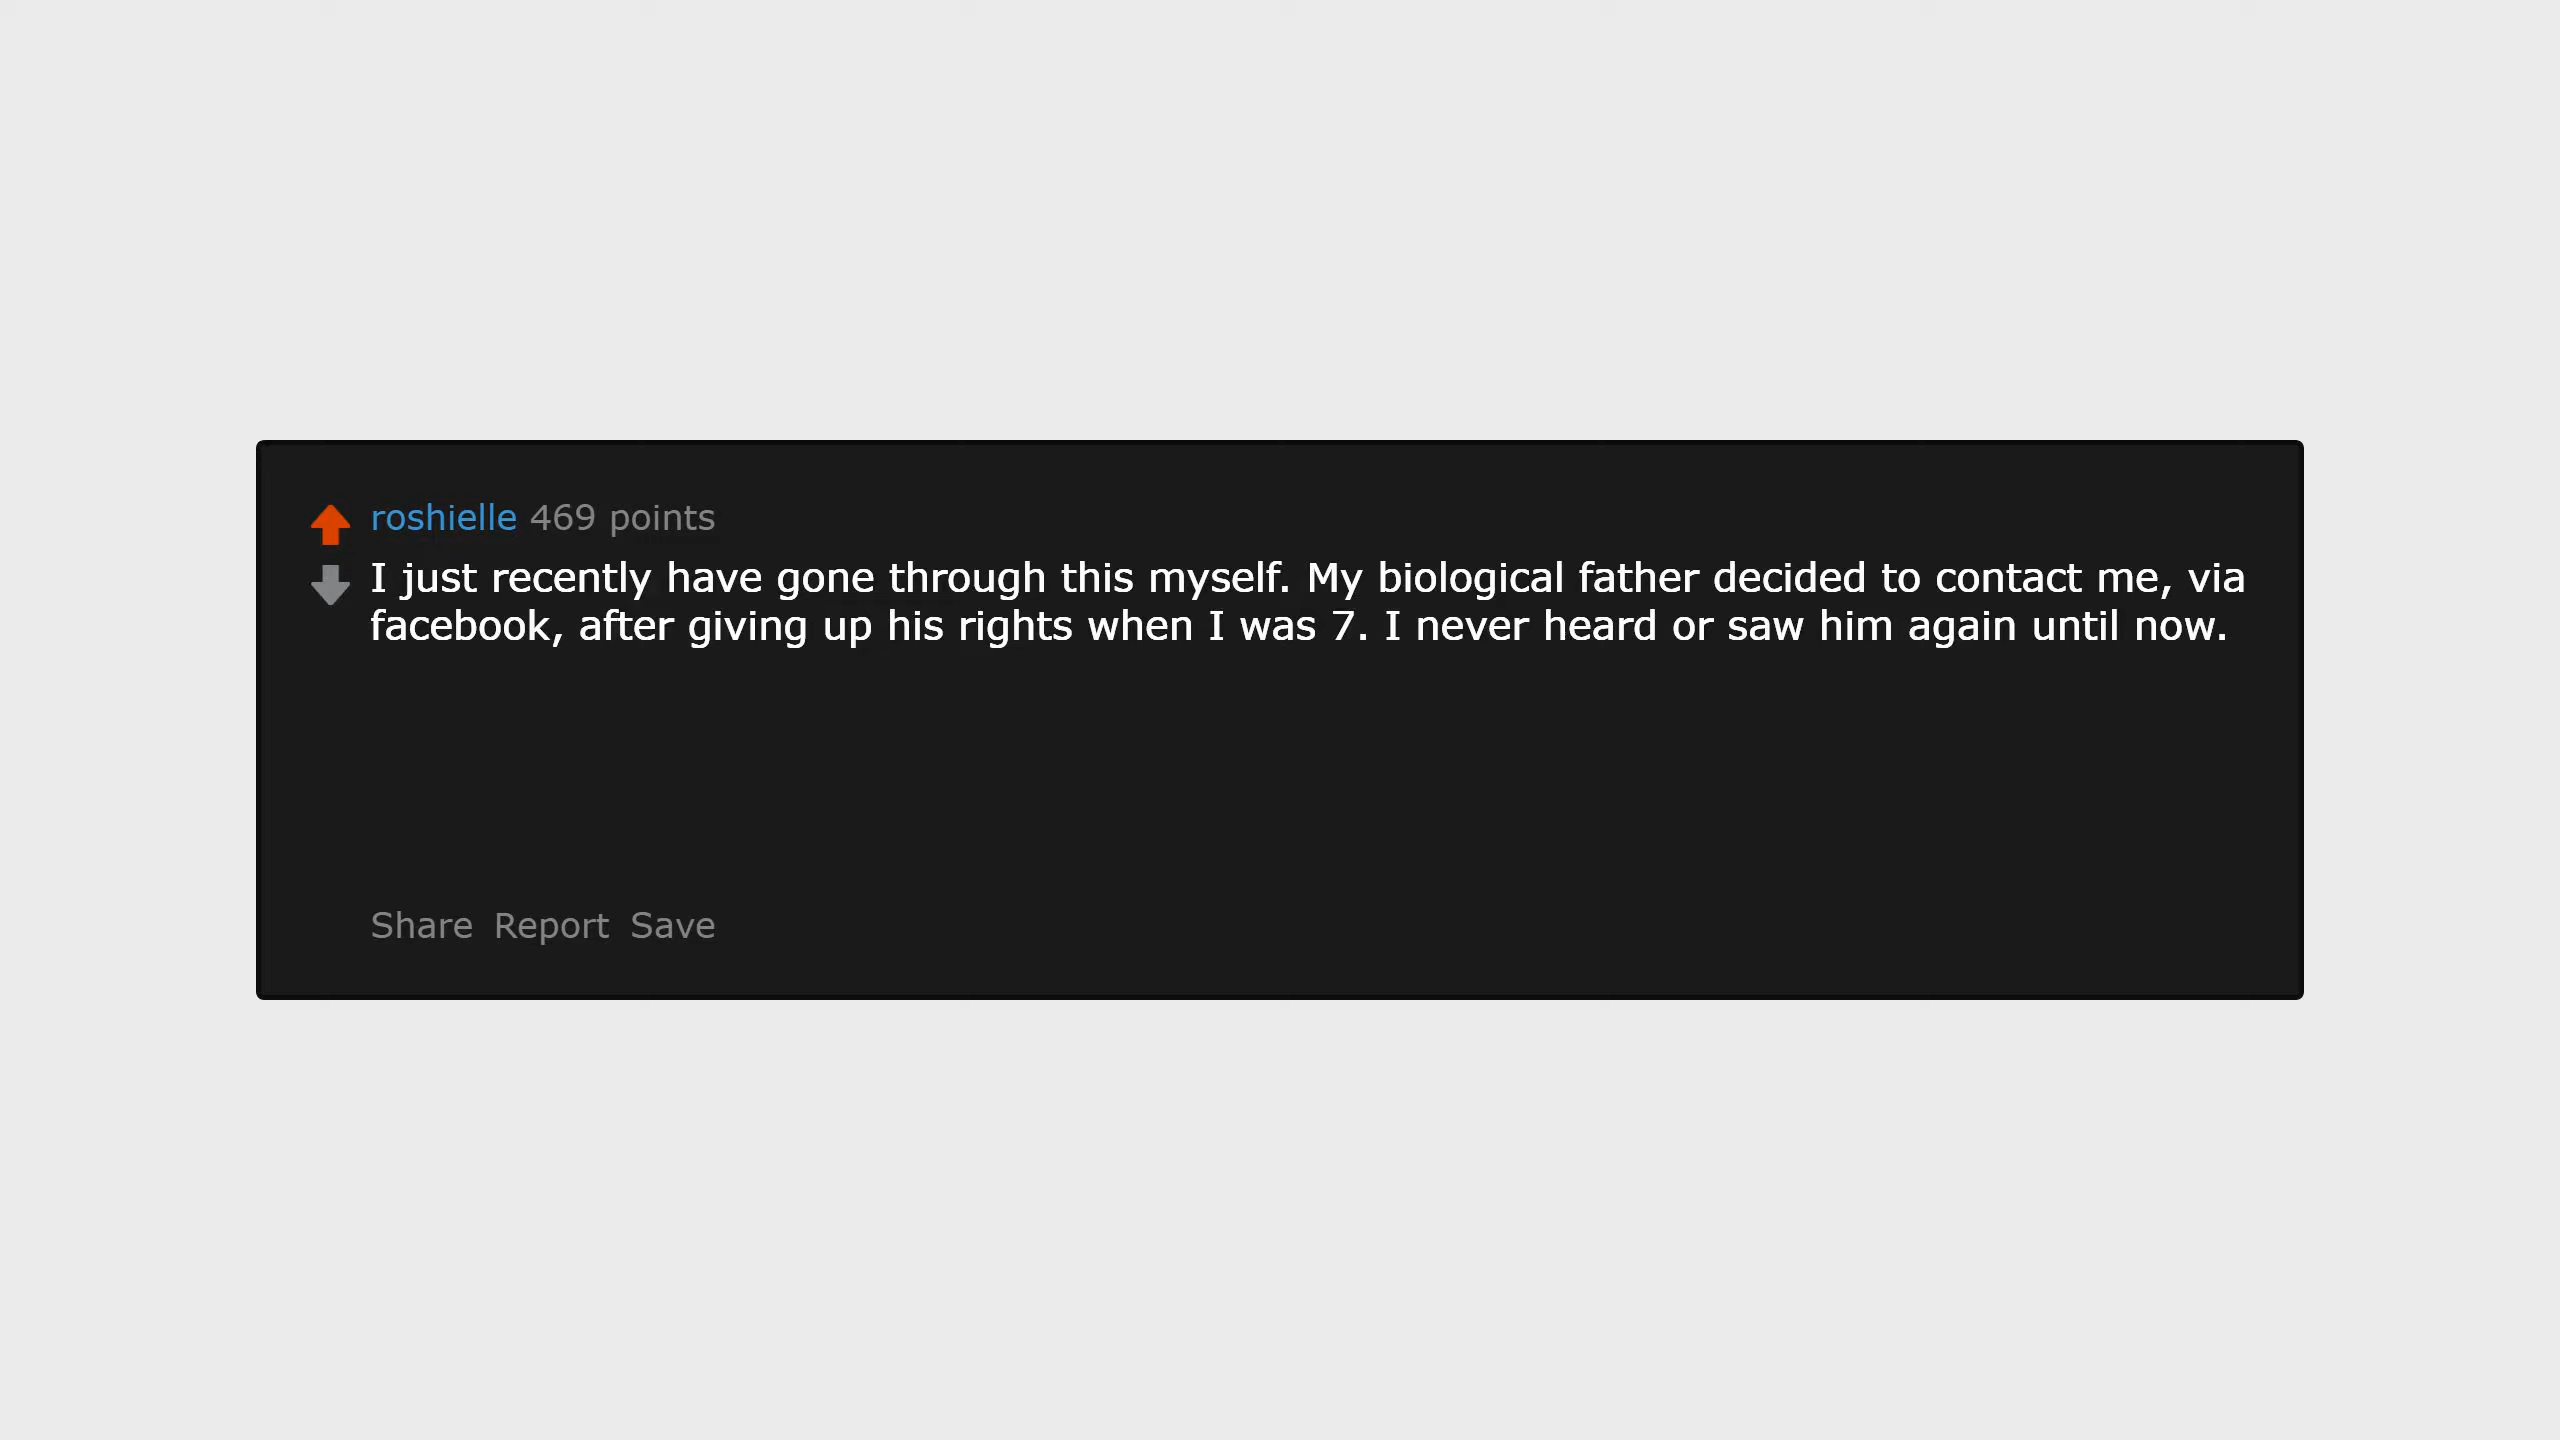 roshielle 469 points
I just recently have gone through this myself. My biological father decided to contact me, via
facebook, after giving up his rights when I was 7. I never heard or saw him again until now.
Share Report Save